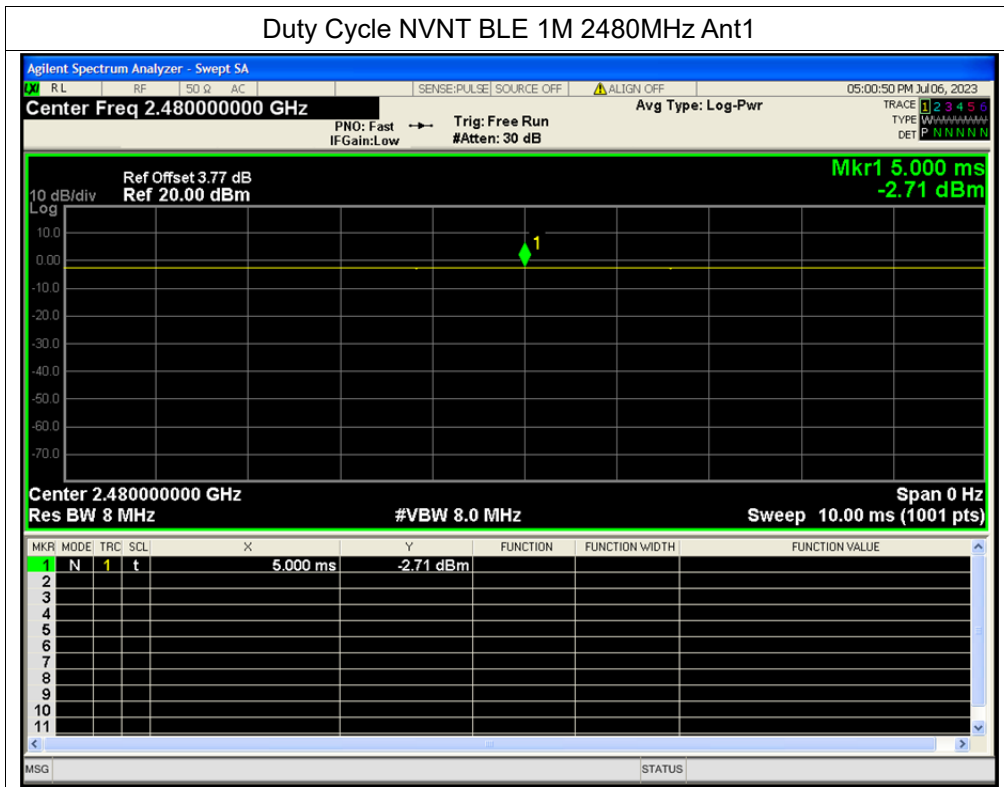 Duty Cycle NVNT BLE 1M 2480MHz Ant1
Agilent Spectrum Analyzer - Swept SA
LXI RL RF 50 Ω AC SENSE:PULSE SOURCE OFF ALIGN OFF 05:00:50 PM Jul 06, 2023
Center Freq 2.480000000 GHz Avg Type: Log-Pwr TRACE 1 2 3 4 5 6
PNO: Fast Trig: Free Run TYPE W
IFGain:Low #Atten: 30 dB DET P N N N N N
Mkr1 5.000 ms
Ref Offset 3.77 dB
10 dB/div Ref 20.00 dBm -2.71 dBm
Log
10.0
1
0.00
-10.0
-20.0
-30.0
-40.0
-50.0
-60.0
-70.0
Center 2.480000000 GHz Span 0 Hz
Res BW 8 MHz #VBW 8.0 MHz Sweep 10.00 ms (1001 pts)
MKR MODE TRC SCL X Y FUNCTION FUNCTION WIDTH FUNCTION VALUE
1 N 1 t 5.000 ms -2.71 dBm
2
3
4
5
6
7
8
9
10
11
MSG STATUS